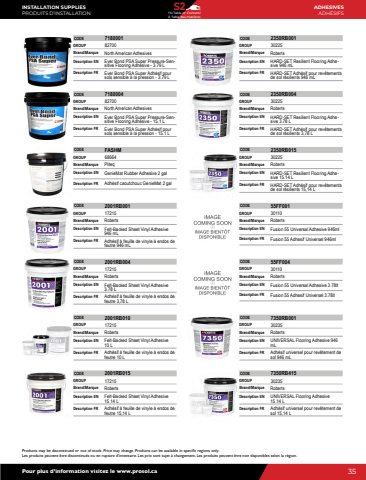 INSTALLATION SUPPLIES
PRODUITS D'INSTALLATION
S2
ADHESIVES
ADHÉSIFS
CODE 7180001
GROUP 82700
Brand/Marque North American Adhesives
Description EN Ever Bond PSA Super Pressure-Sensitive Flooring Adhesive - 3.79 L
Description FR Ever Bond PSA Super Adhésif pour sols sensible à la pression - 3.79 L
CODE 7180004
GROUP 82700
Brand/Marque North American Adhesives
Description EN Ever Bond PSA Super Pressure-Sensitive Flooring Adhesive - 15.1 L
Description FR Ever Bond PSA Super Adhésif pour sols sensible à la pression - 15.1 L
CODE FASHM
GROUP 68664
Brand/Marque Pliteq
Description EN GenieMat Rubber Adhesive 2 gal
Description FR Adhésif caoutchouc GenieMat 2 gal
CODE 2001RB001
GROUP 17215
Brand/Marque Roberts
Description EN Felt-Backed Sheet Vinyl Adhesive 946 mL
Description FR Adhésif à feuille de vinyle à endos de feutre 946 mL
CODE 2001RB004
GROUP 17215
Brand/Marque Roberts
Description EN Felt-Backed Sheet Vinyl Adhesive 3,78 L
Description FR Adhésif à feuille de vinyle à endos de feutre 3,78 L
CODE 2001RB010
GROUP 17215
Brand/Marque Roberts
Description EN Felt-Backed Sheet Vinyl Adhesive 10 L
Description FR Adhésif à feuille de vinyle à endos de feutre 10 L
CODE 2001RB015
GROUP 17215
Brand/Marque Roberts
Description EN Felt-Backed Sheet Vinyl Adhesive 15.14 L
Description FR Adhésif à feuille de vinyle à endos de feutre 15,14 L
CODE 2350RB001
GROUP 30225
Brand/Marque Roberts
Description EN HARD-SET Resilient Flooring Adhesive 946 mL
Description FR HARD-SET Adhésif pour revêtements de sol résilients 946 mL
CODE 2350RB004
GROUP 30225
Brand/Marque Roberts
Description EN HARD-SET Resilient Flooring Adhesive 3.78 L
Description FR HARD-SET Adhésif pour revêtements de sol résilients 3,78 L
CODE 2350RB015
GROUP 30225
Brand/Marque Roberts
Description EN HARD-SET Resilient Flooring Adhesive 15.14 L
Description FR HARD-SET Adhésif pour revêtements de sol résilients 15,14 L
IMAGE
COMING SOON
IMAGE BIENTÔT
DISPONIBLE
CODE 55FF001
GROUP 30110
Brand/Marque Roberts
Description EN Fusion 55 Universal Adhesive 946ml
Description FR Fusion 55 Adhesif Universel 946ml
IMAGE
COMING SOON
IMAGE BIENTÔT
DISPONIBLE
CODE 55FF004
GROUP 30110
Brand/Marque Roberts
Description EN Fusion 55 Universal Adhesive 3.78lt
Description FR Fusion 55 Adhesif Universel 3.78lt
CODE 7350RB001
GROUP 30235
Brand/Marque Roberts
Description EN UNIVERSAL Flooring Adhesive 946 mL
Description FR Adhésif universel pour revêtement de sol 946 mL
CODE 7350RB415
GROUP 30235
Brand/Marque Roberts
Description EN UNIVERSAL Flooring Adhesive 15.14 L
Description FR Adhésif universel pour revêtement de sol 15,14 L
Products may be discontinued or out of stock. Price may change. Products can be available in specific regions only.
Les produits peuvent être discontinués ou en rupture d'inventaire. Les prix sont sujet à changement. Les produits peuvent être non disponibles selon la région.
Pour plus d'information visitez le www.prosol.ca
35